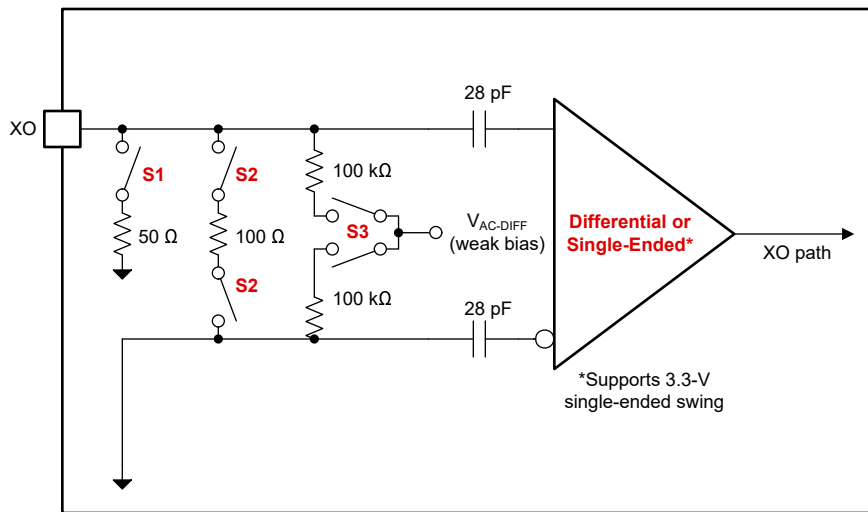 28 pF
XO
S1
S2
100 kΩ
S3
V_AC-DIFF
(weak bias)
50 Ω
100 Ω
S2
100 kΩ
28 pF
Differential or
Single-Ended*
XO path
*Supports 3.3-V
single-ended swing